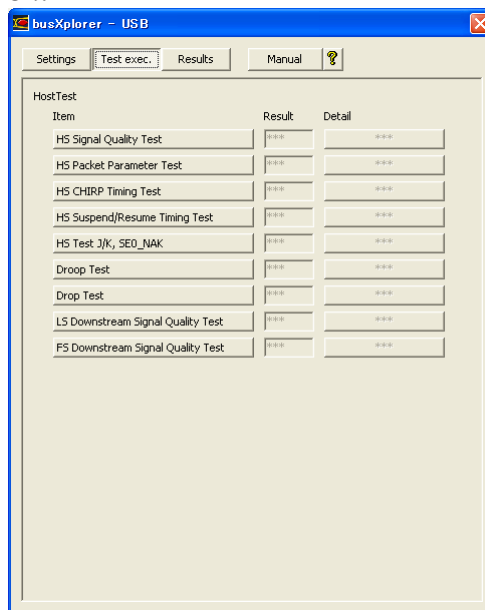 busXplorer - USB
Settings Test exec. Results Manual ?
HostTest
Item Result Detail
HS Signal Quality Test *** ***
HS Packet Parameter Test *** ***
HS CHIRP Timing Test *** ***
HS Suspend/Resume Timing Test *** ***
HS Test J/K, SE0_NAK *** ***
Droop Test *** ***
Drop Test *** ***
LS Downstream Signal Quality Test *** ***
FS Downstream Signal Quality Test *** ***